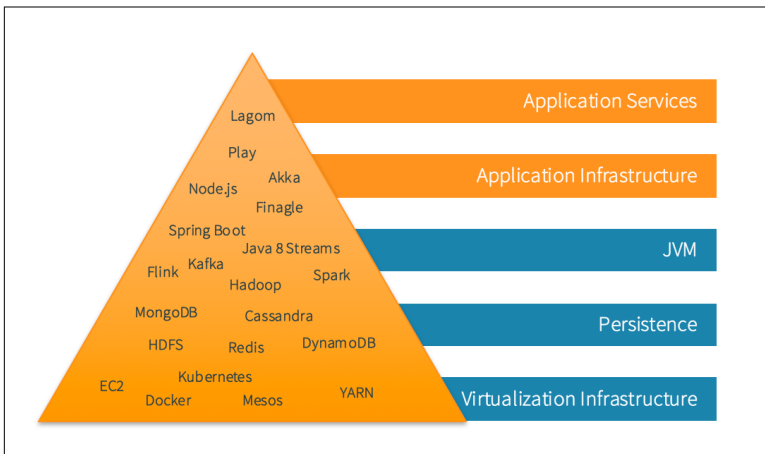 Application Services
Lagom
Play
Application Infrastructure
Akka
Node.js
Finagle
Spring Boot
Java 8 Streams
JVM
Kafka
Flink
Spark
Hadoop
MongoDB
Cassandra
Persistence
HDFS
Redis
DynamoDB
Kubernetes
EC2
YARN
Docker
Mesos
Virtualization Infrastructure